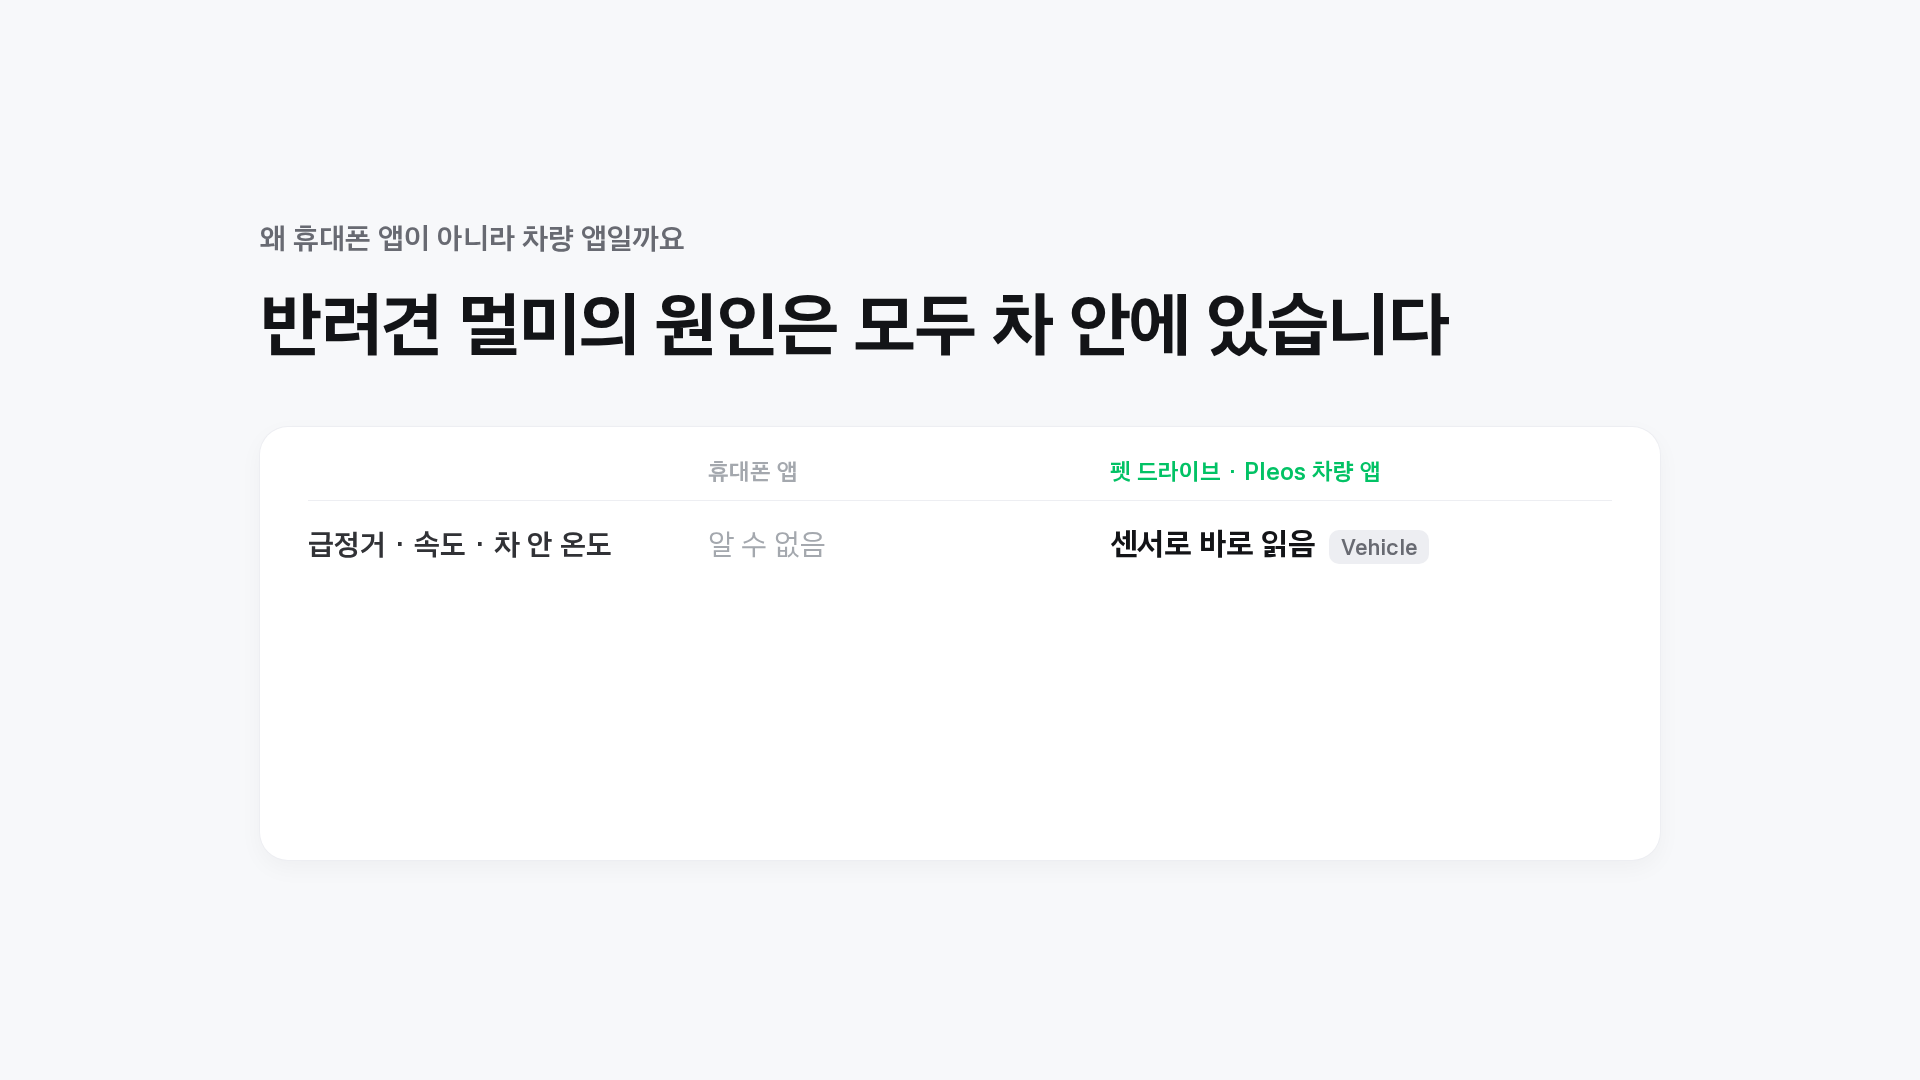 왜 휴대폰 앱이 아니라 차량 앱일까요
반려견 멀미의 원인은 모두 차 안에 있습니다
휴대폰 앱
펫 드라이브 · Pleos 차량 앱
급정거 · 속도 · 차 안 온도
알 수 없음
센서로 바로 읽음 Vehicle